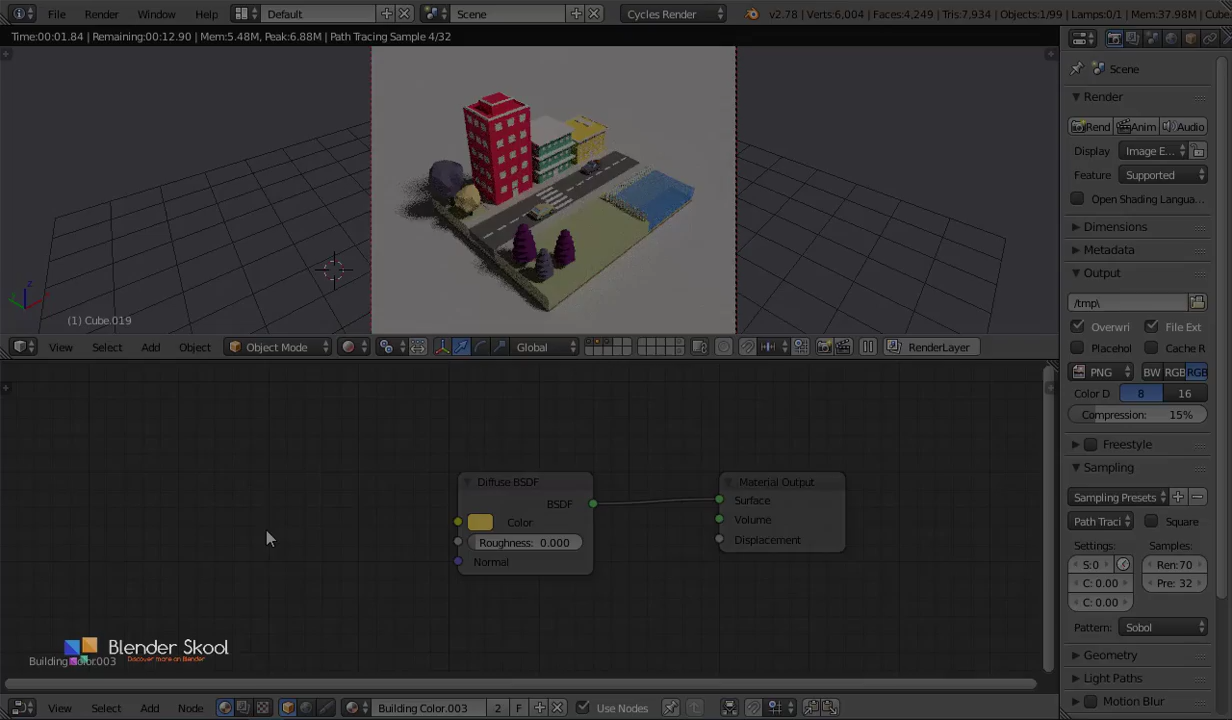 File Render Window Help Default Scene Cycles Render v2.78 | Verts:6,004 | Faces:4,249 | Tris:7,934 | Objects:1/99 | Lamps:0/1 | Mem:37.98M | Cube
Time:00:01.84 | Remaining:00:12.90 | Mem:5.48M, Peak:6.88M | Path Tracing Sample 4/32
Scene
Render
Rend Anim Audio
Display Image E...
Feature Supported
Open Shading Langua
Dimensions
Metadata
Output
/tmp\
Overwri File Ext
Placehol Cache R
PNG BW RGB RGB
Color D 8 16
Compression: 15%
Freestyle
Sampling
Sampling Presets
Path Traci Square
Settings: Samples:
S:0 Ren:70
C: 0.00 Pre: 32
C: 0.00
Pattern: Sobol
Geometry
Light Paths
Motion Blur
z
(1) Cube.019
View Select Add Object Object Mode Global RenderLayer
Diffuse BSDF
BSDF
Color
Roughness: 0.000
Normal
Material Output
Surface
Volume
Displacement
Blender Skool
Discover more on Blender
Building Color.003
View Select Add Node Building Color.003 2 F Use Nodes